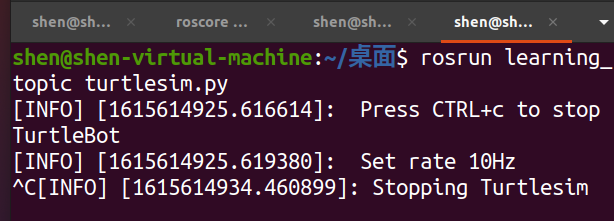 shen@sh... × roscore ... × shen@sh... × shen@sh... ×
shen@shen-virtual-machine:~/桌面$ rosrun learning_
topic turtlesim.py
[INFO] [1615614925.616614]: Press CTRL+c to stop
TurtleBot
[INFO] [1615614925.619380]: Set rate 10Hz
^C[INFO] [1615614934.460899]: Stopping Turtlesim